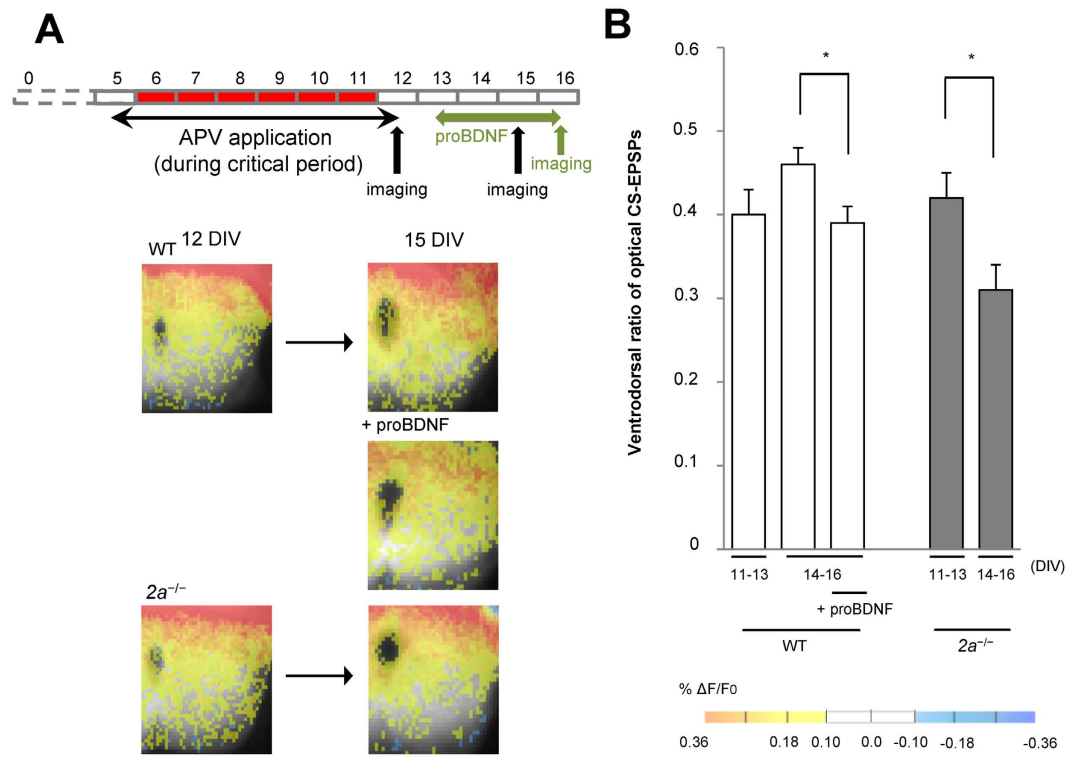 A
0 5 6 7 8 9 10 11 12 13 14 15 16
APV application
(during critical period)
proBDNF
imaging
imaging
imaging
WT 12 DIV
15 DIV
+ proBDNF
2a⁻/⁻
B
Ventrodorsal ratio of optical CS-EPSPs
0.6
0.5
0.4
0.3
0.2
0.1
0
*
*
11-13
14-16
11-13
14-16
(DIV)
+ proBDNF
WT
2a⁻/⁻
% ΔF/F0
0.36 0.18 0.10 0.0 -0.10 -0.18 -0.36